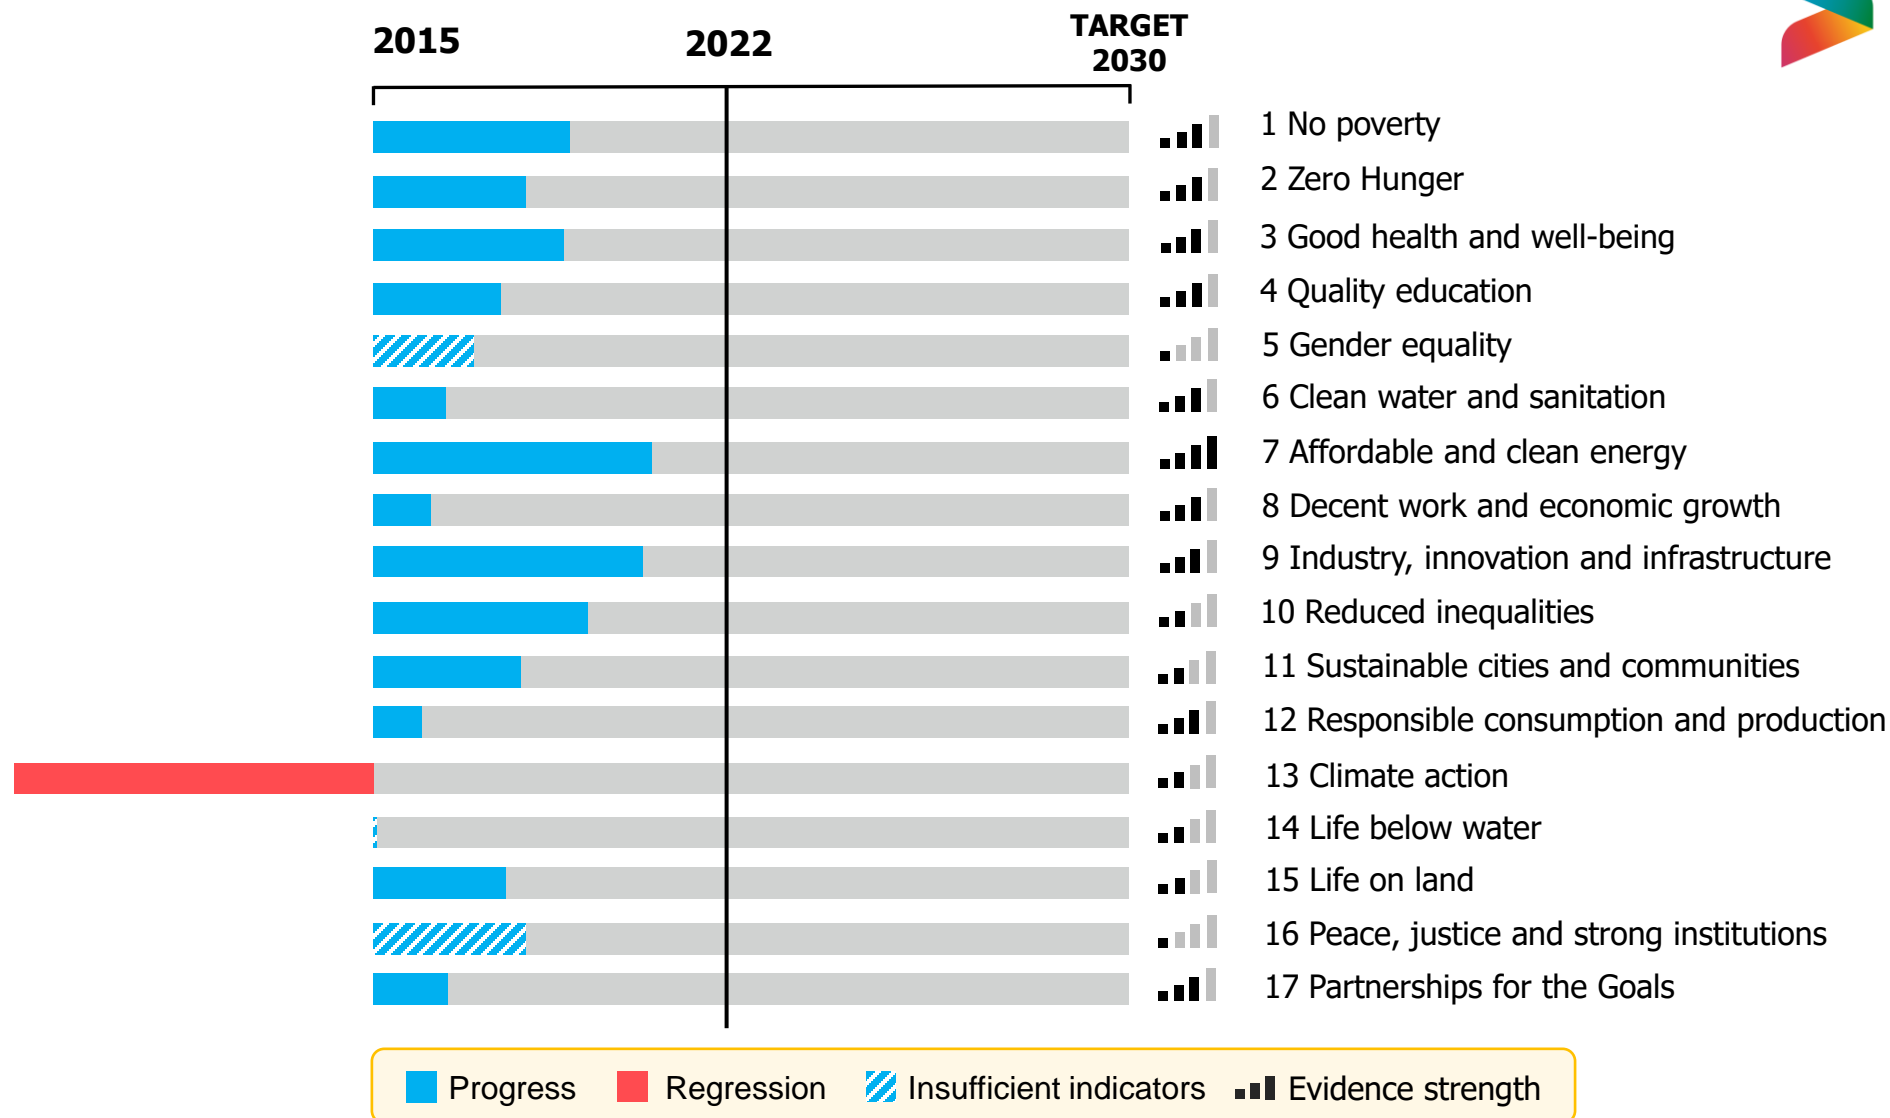 2015
2022
TARGET
2030
1 No poverty
2 Zero Hunger
3 Good health and well-being
4 Quality education
5 Gender equality
6 Clean water and sanitation
7 Affordable and clean energy
8 Decent work and economic growth
9 Industry, innovation and infrastructure
10 Reduced inequalities
11 Sustainable cities and communities
12 Responsible consumption and production
13 Climate action
14 Life below water
15 Life on land
16 Peace, justice and strong institutions
17 Partnerships for the Goals
Progress Regression Insufficient indicators Evidence strength